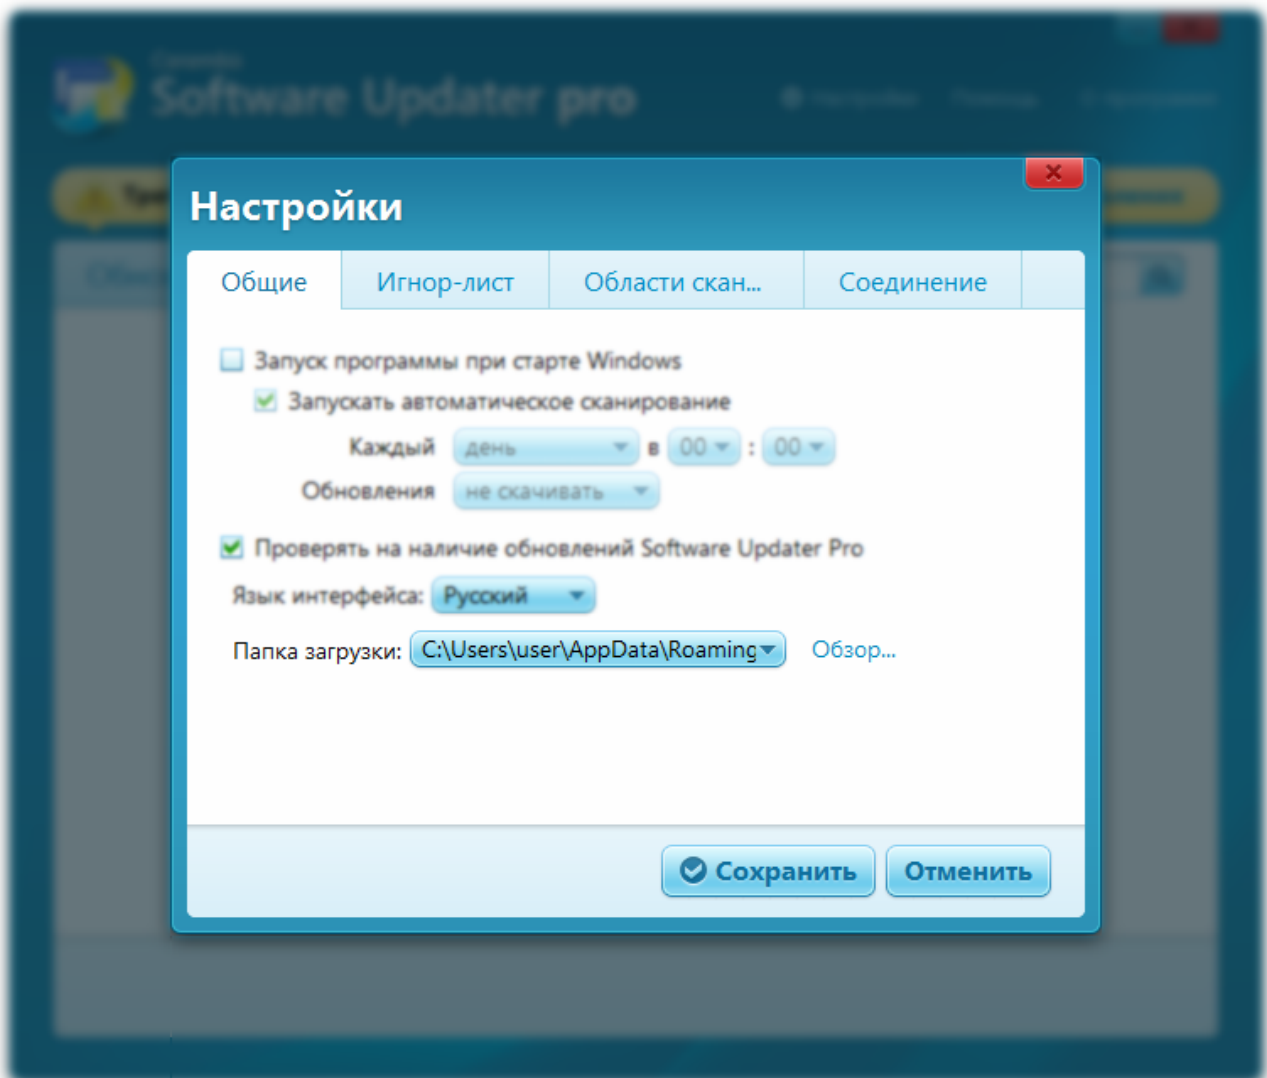 Software Updater pro
Настройки
Общие
Игнор-лист
Области скан...
Соединение
Запуск программы при старте Windows
Запускать автоматическое сканирование
Каждый день в 00 : 00
Обновления не скачивать
Проверять на наличие обновлений Software Updater Pro
Язык интерфейса: Русский
Папка загрузки: C:\Users\user\AppData\Roaming Обзор...
Сохранить Отменить